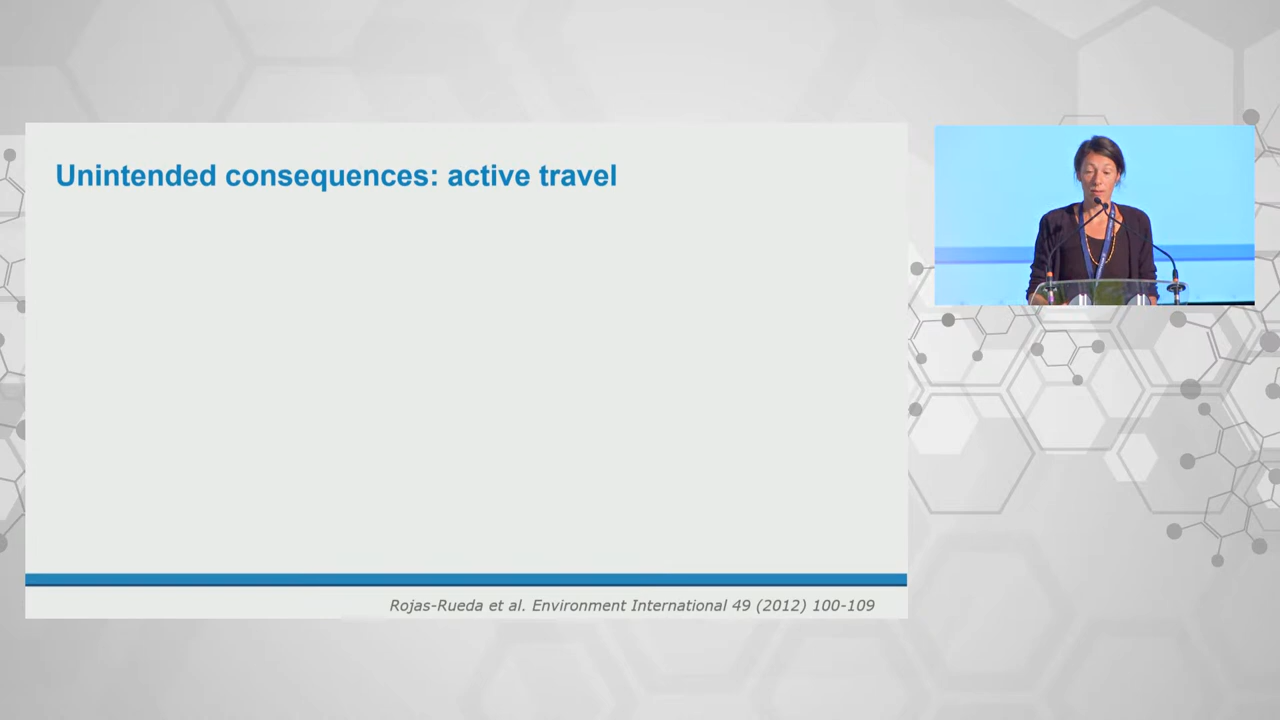 Unintended consequences: active travel
Rojas-Rueda et al. Environment International 49 (2012) 100-109